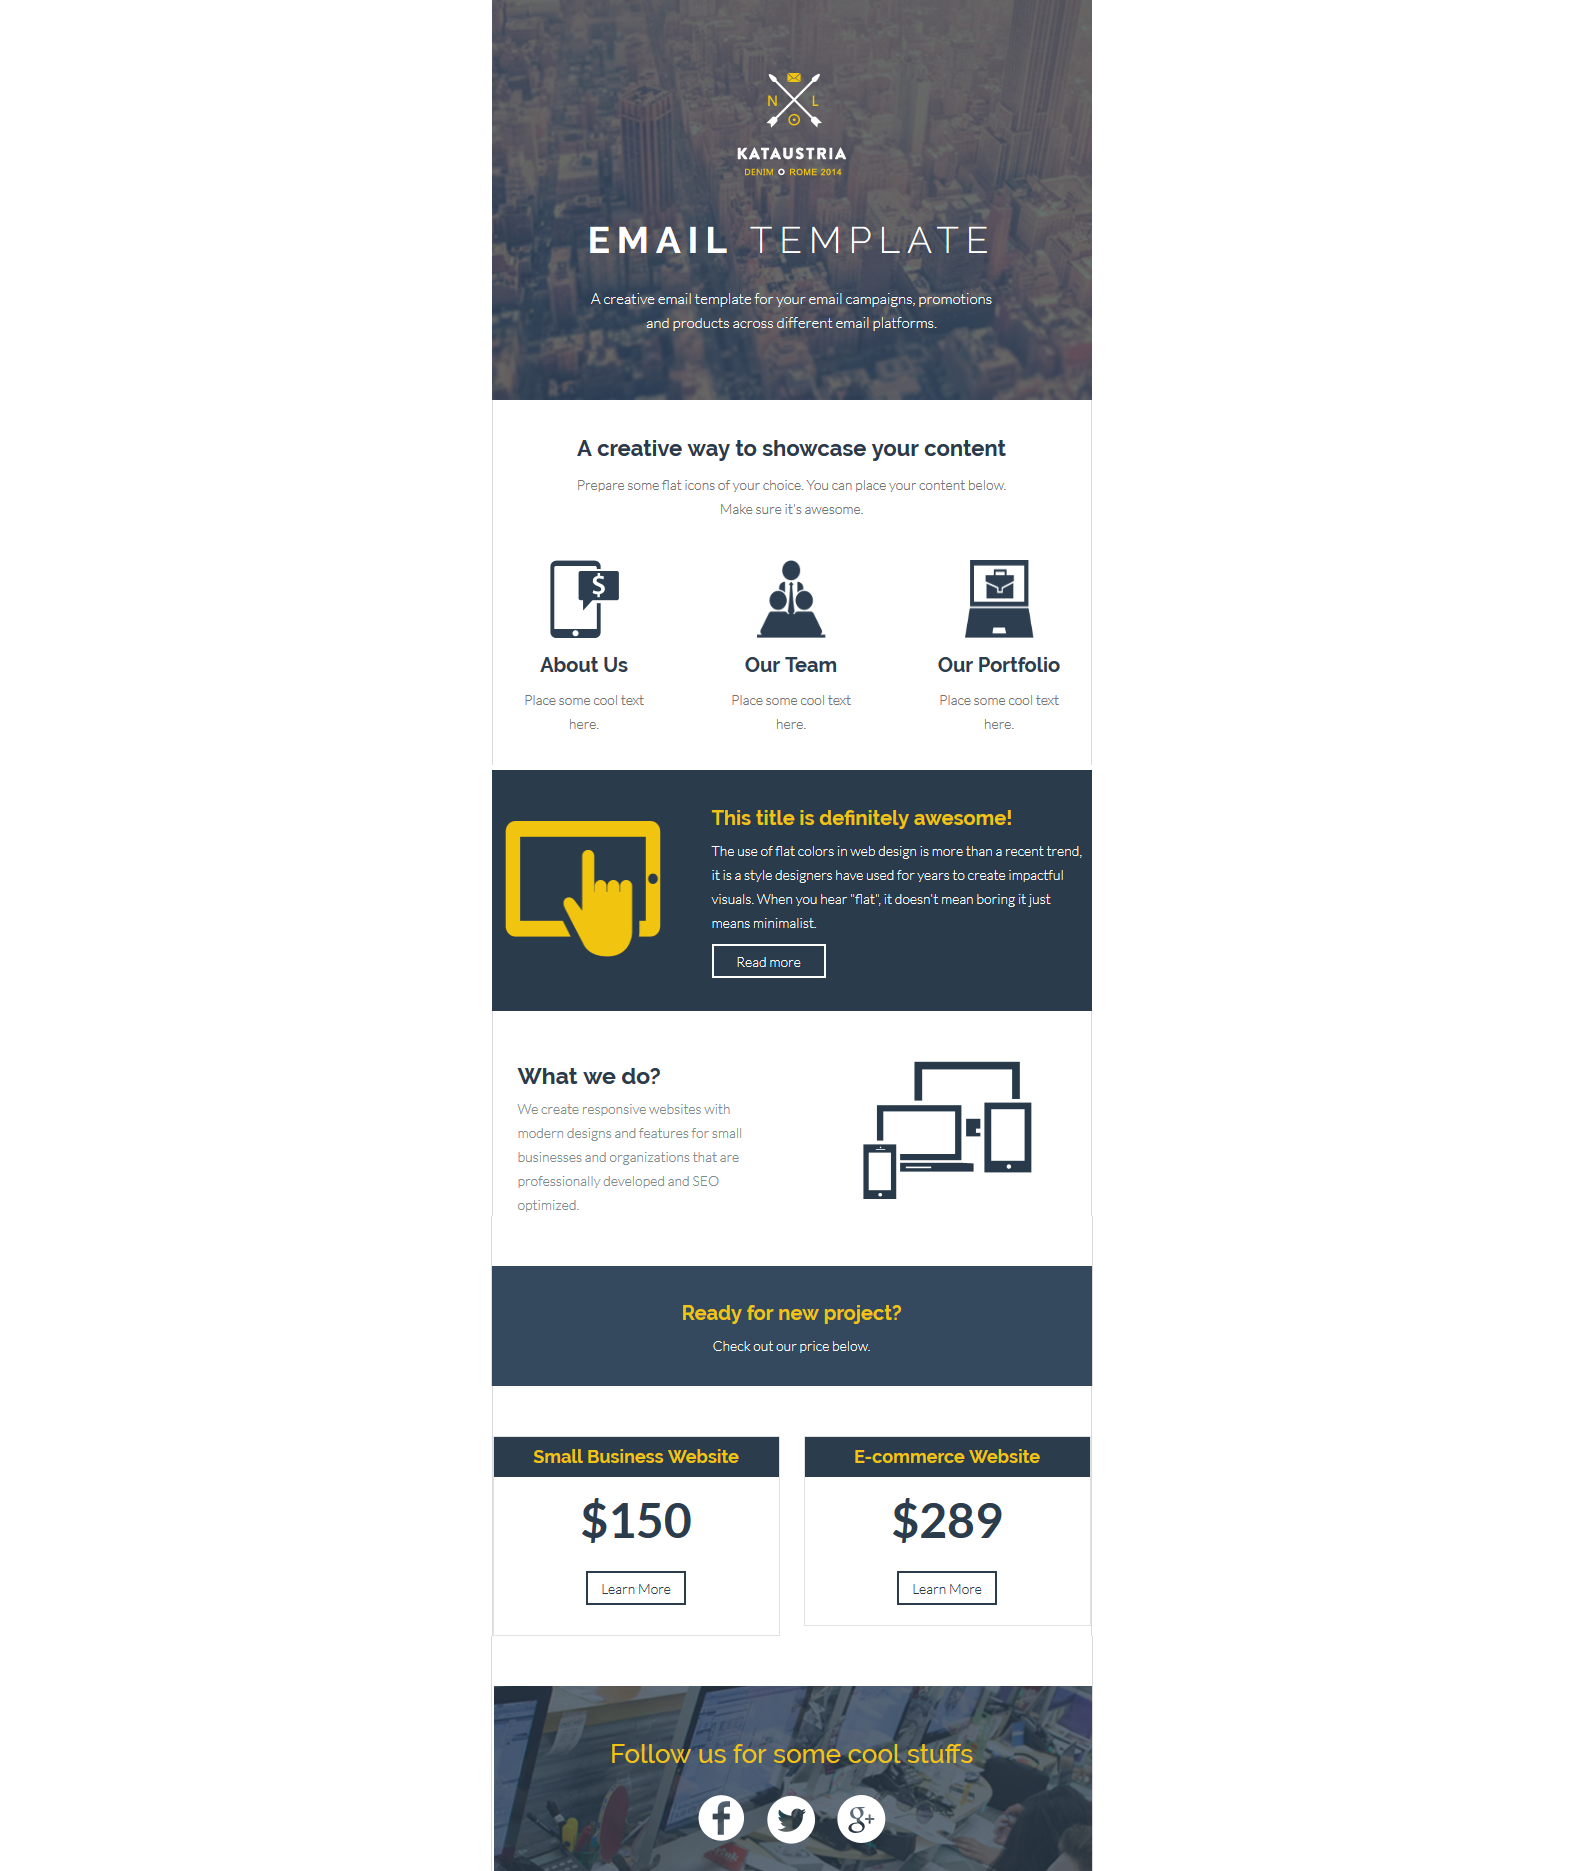 N L
KATAUSTRIA
DENIM ROME 2014
EMAIL TEMPLATE
A creative email template for your email campaigns, promotions
and products across different email platforms.
A creative way to showcase your content
Prepare some flat icons of your choice. You can place your content below.
Make sure it's awesome.
$
About Us
Our Team
Our Portfolio
Place some cool text
here.
Place some cool text
here.
Place some cool text
here.
This title is definitely awesome!
The use of flat colors in web design is more than a recent trend,
it is a style designers have used for years to create impactful
visuals. When you hear "flat", it doesn't mean boring it just
means minimalist.
Read more
What we do?
We create responsive websites with
modern designs and features for small
businesses and organizations that are
professionally developed and SEO
optimized.
Ready for new project?
Check out our price below.
Small Business Website
$150
Learn More
E-commerce Website
$289
Learn More
Follow us for some cool stuffs
f
g+